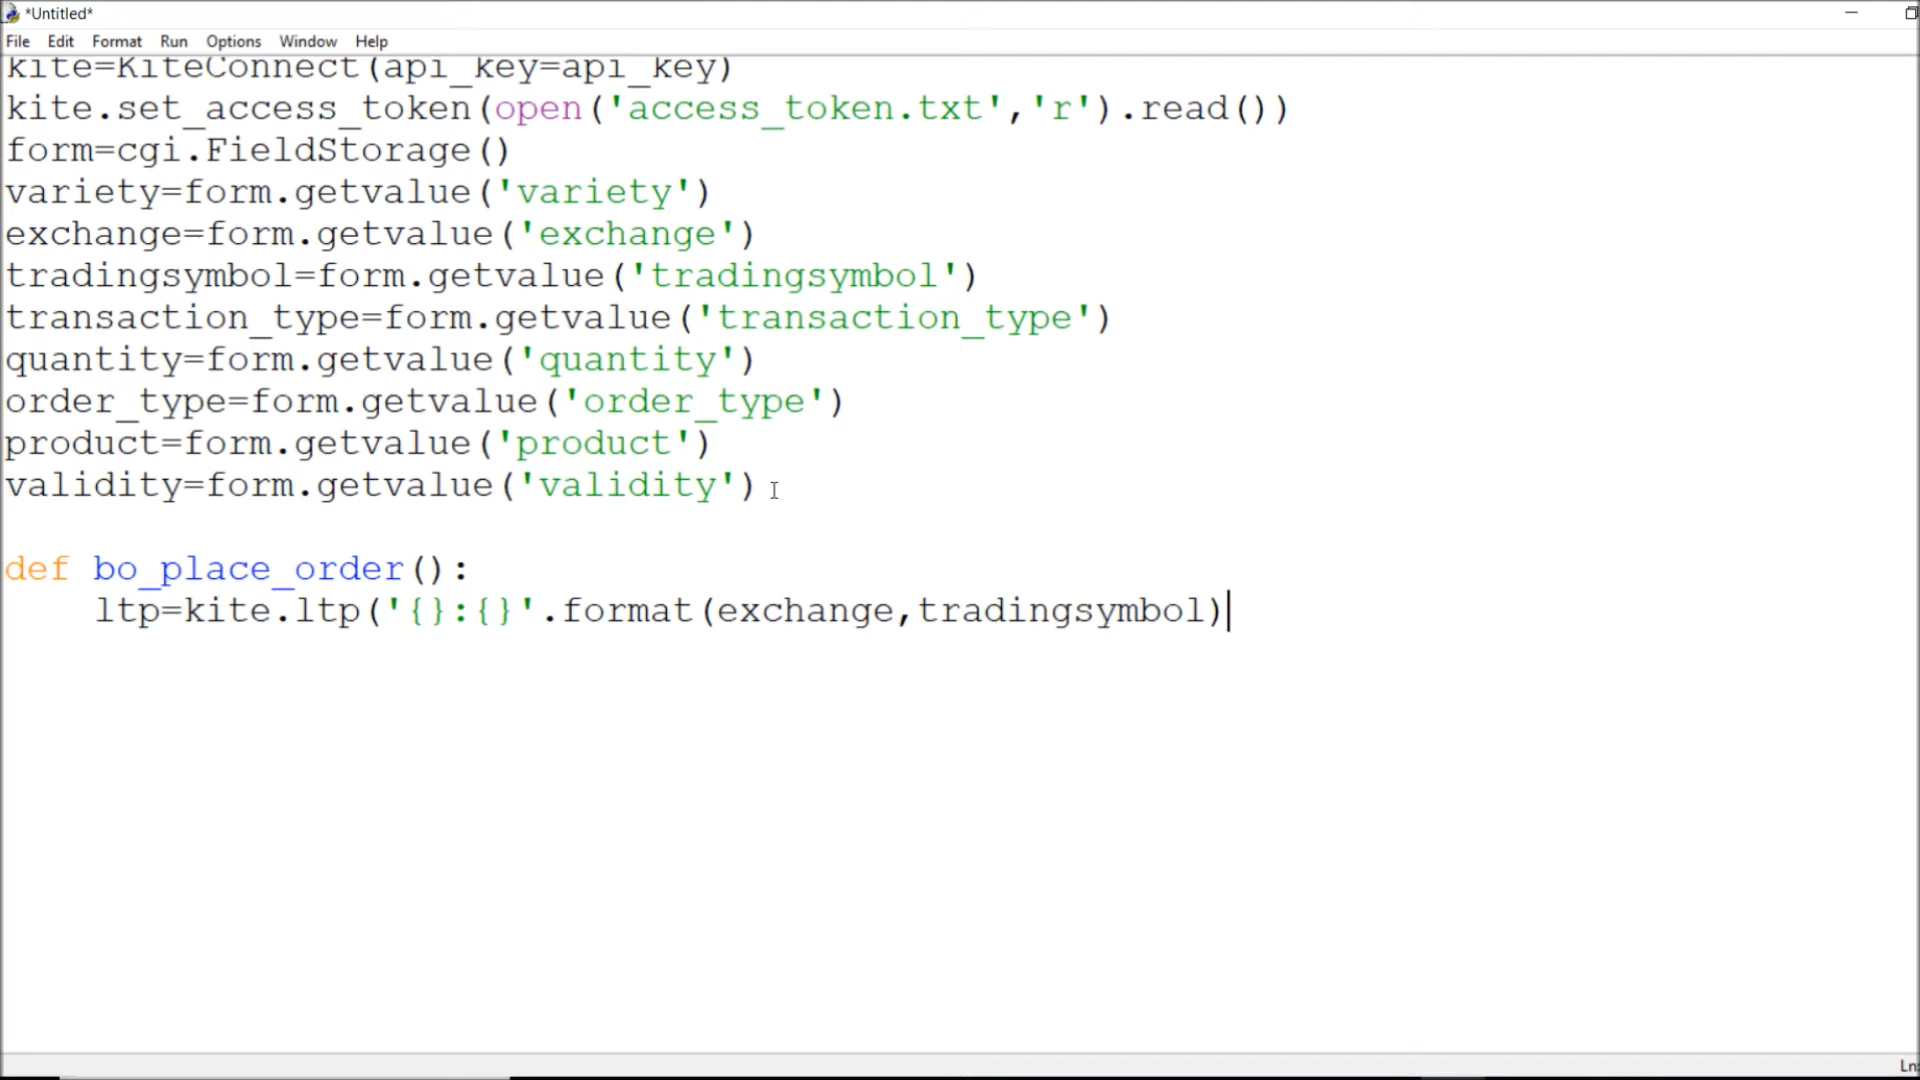 *Untitled*
File Edit Format Run Options Window Help
kite=KiteConnect(api_key=api_key)
kite.set_access_token(open('access_token.txt','r').read())
form=cgi.FieldStorage()
variety=form.getvalue('variety')
exchange=form.getvalue('exchange')
tradingsymbol=form.getvalue('tradingsymbol')
transaction_type=form.getvalue('transaction_type')
quantity=form.getvalue('quantity')
order_type=form.getvalue('order_type')
product=form.getvalue('product')
validity=form.getvalue('validity')
def bo_place_order():
    ltp=kite.ltp('{}:{}'.format(exchange,tradingsymbol)
Ln